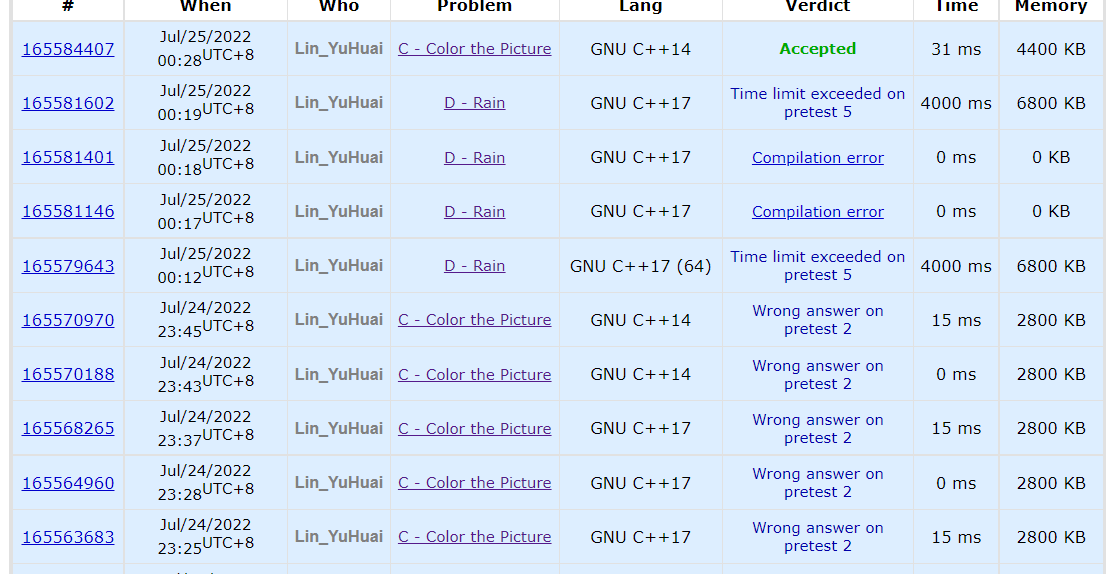 # When Who Problem Lang Verdict Time Memory
165584407 Jul/25/2022 00:28UTC+8 Lin_YuHuai C - Color the Picture GNU C++14 Accepted 31 ms 4400 KB
165581602 Jul/25/2022 00:19UTC+8 Lin_YuHuai D - Rain GNU C++17 Time limit exceeded on pretest 5 4000 ms 6800 KB
165581401 Jul/25/2022 00:18UTC+8 Lin_YuHuai D - Rain GNU C++17 Compilation error 0 ms 0 KB
165581146 Jul/25/2022 00:17UTC+8 Lin_YuHuai D - Rain GNU C++17 Compilation error 0 ms 0 KB
165579643 Jul/25/2022 00:12UTC+8 Lin_YuHuai D - Rain GNU C++17 (64) Time limit exceeded on pretest 5 4000 ms 6800 KB
165570970 Jul/24/2022 23:45UTC+8 Lin_YuHuai C - Color the Picture GNU C++14 Wrong answer on pretest 2 15 ms 2800 KB
165570188 Jul/24/2022 23:43UTC+8 Lin_YuHuai C - Color the Picture GNU C++14 Wrong answer on pretest 2 0 ms 2800 KB
165568265 Jul/24/2022 23:37UTC+8 Lin_YuHuai C - Color the Picture GNU C++17 Wrong answer on pretest 2 15 ms 2800 KB
165564960 Jul/24/2022 23:28UTC+8 Lin_YuHuai C - Color the Picture GNU C++17 Wrong answer on pretest 2 0 ms 2800 KB
165563683 Jul/24/2022 23:25UTC+8 Lin_YuHuai C - Color the Picture GNU C++17 Wrong answer on pretest 2 15 ms 2800 KB